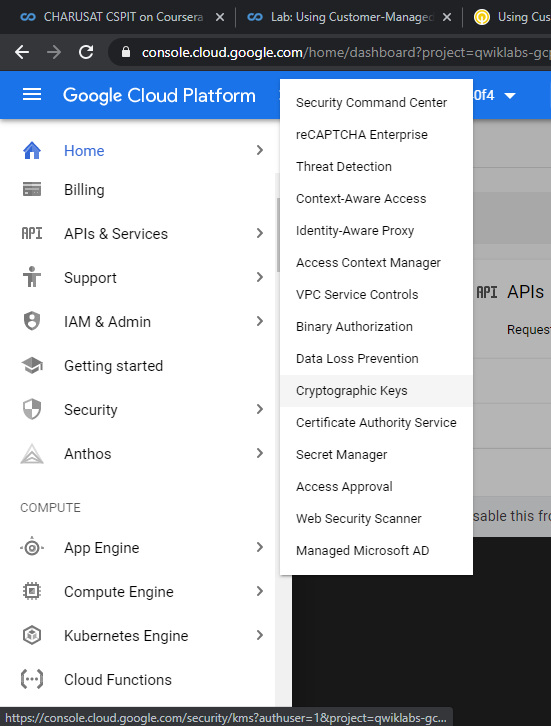 CHARUSAT CSPIT on Coursera
Lab: Using Customer-Manage
Using Cus
console.cloud.google.com/home/dashboard?project=qwiklabs-gcp
Google Cloud Platform
0f4
Home
Billing
APIs & Services
Support
IAM & Admin
Getting started
Security
Anthos
COMPUTE
App Engine
Compute Engine
Kubernetes Engine
Cloud Functions
Security Command Center
reCAPTCHA Enterprise
Threat Detection
Context-Aware Access
Identity-Aware Proxy
Access Context Manager
VPC Service Controls
Binary Authorization
Data Loss Prevention
Cryptographic Keys
Certificate Authority Service
Secret Manager
Access Approval
Web Security Scanner
Managed Microsoft AD
API APIs
Reques
sable this fro
https://console.cloud.google.com/security/kms?authuser=1&project=qwiklabs-gc...